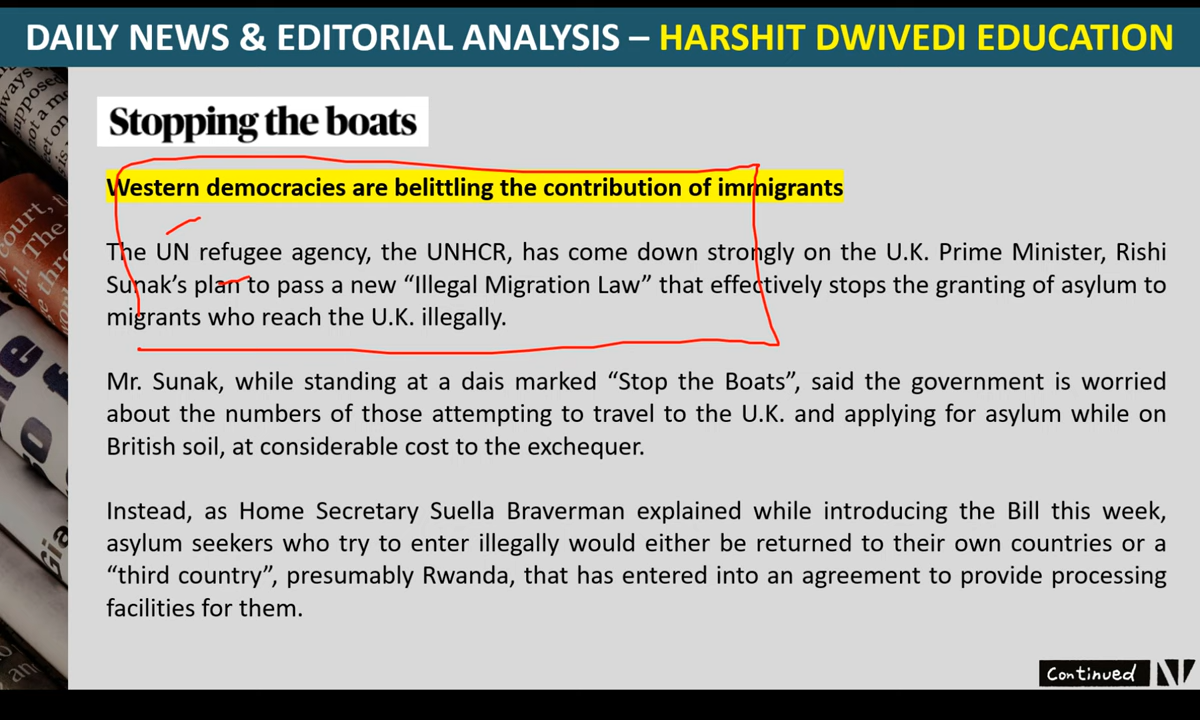 DAILY NEWS & EDITORIAL ANALYSIS – HARSHIT DWIVEDI EDUCATION
Stopping the boats
Western democracies are belittling the contribution of immigrants
The UN refugee agency, the UNHCR, has come down strongly on the U.K. Prime Minister, Rishi
Sunak’s plan to pass a new “Illegal Migration Law” that effectively stops the granting of asylum to
migrants who reach the U.K. illegally.
Mr. Sunak, while standing at a dais marked “Stop the Boats”, said the government is worried
about the numbers of those attempting to travel to the U.K. and applying for asylum while on
British soil, at considerable cost to the exchequer.
Instead, as Home Secretary Suella Braverman explained while introducing the Bill this week,
asylum seekers who try to enter illegally would either be returned to their own countries or a
“third country”, presumably Rwanda, that has entered into an agreement to provide processing
facilities for them.
Continued